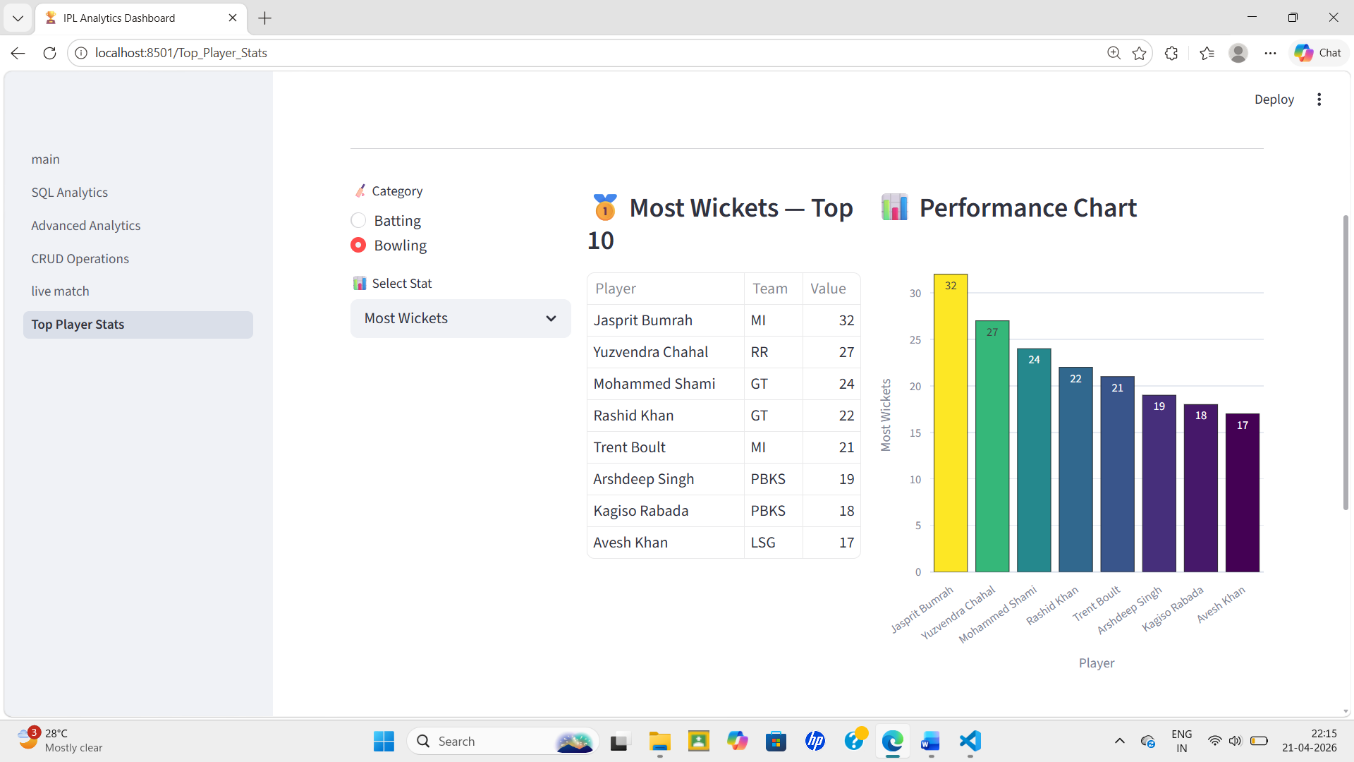 IPL Analytics Dashboard
localhost:8501/Top_Player_Stats
Chat
Deploy
main
SQL Analytics
Advanced Analytics
CRUD Operations
live match
Top Player Stats
Category
Batting
Bowling
Select Stat
Most Wickets
1 Most Wickets — Top
10
Player Team Value
Jasprit Bumrah MI 32
Yuzvendra Chahal RR 27
Mohammed Shami GT 24
Rashid Khan GT 22
Trent Boult MI 21
Arshdeep Singh PBKS 19
Kagiso Rabada PBKS 18
Avesh Khan LSG 17
Performance Chart
Most Wickets
30
25
20
15
10
5
0
32
27
24
22
21
19
18
17
Jasprit Bumrah
Yuzvendra Chahal
Mohammed Shami
Rashid Khan
Trent Boult
Arshdeep Singh
Kagiso Rabada
Avesh Khan
Player
3
28°C
Mostly clear
Search
hp
?
W
ENG
IN
22:15
21-04-2026